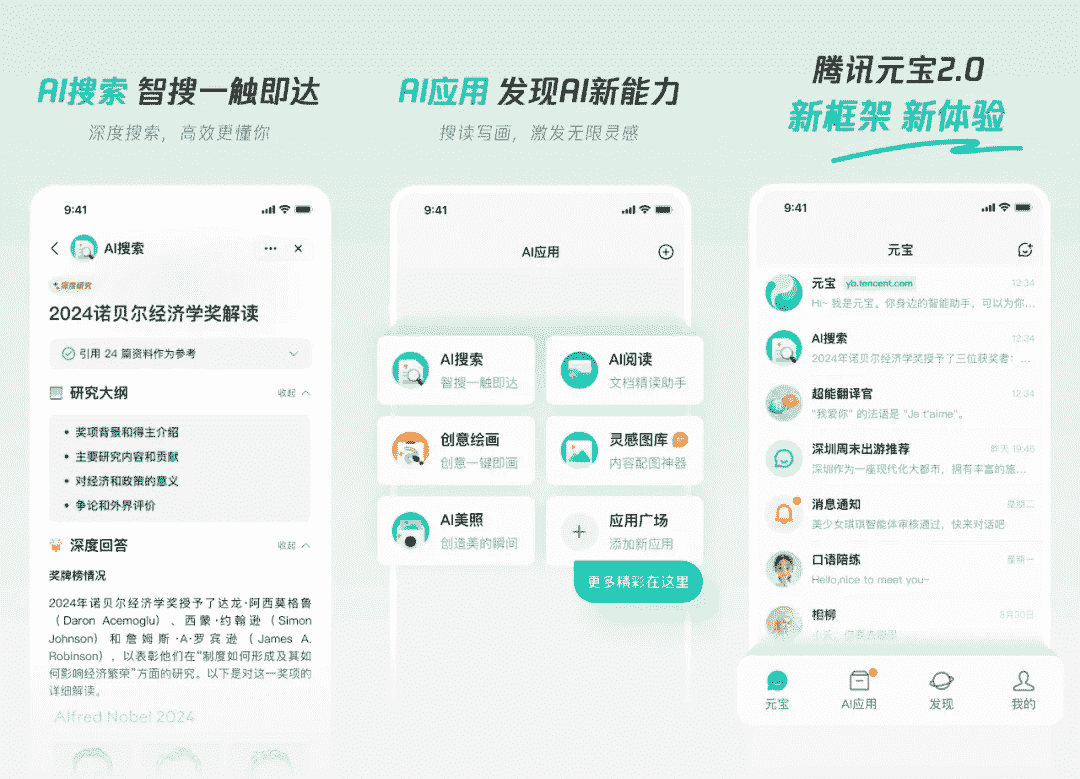 AI搜索 智搜一触即达
深度搜索，高效更懂你
9:41
AI搜索
深度研究
2024诺贝尔经济学奖解读
引用 24 篇资料作为参考
研究大纲
收起
• 奖项背景和得主介绍
• 主要研究内容和贡献
• 对经济和政策的意义
• 争论和外界评价
深度回答
收起
奖牌榜情况
2024年诺贝尔经济学奖授予了达龙·阿西莫格鲁
（Daron Acemoglu）、西蒙·约翰逊（Simon
Johnson）和詹姆斯·A·罗宾逊（James A.
Robinson），以表彰他们在“制度如何形成及其如
何影响经济繁荣”方面的研究。以下是对这一奖项的
详细解读。
Alfred Nobel 2024
AI应用 发现AI新能力
搜读写画，激发无限灵感
9:41
AI应用
AI搜索
智搜一触即达
AI阅读
文档精读助手
创意绘画
创意一键即画
灵感图库
内容配图神器
AI美照
创造美的瞬间
应用广场
添加新应用
更多精彩在这里
腾讯元宝2.0
新框架 新体验
9:41
元宝
元宝 yb.tencent.com 12:34
Hi~ 我是元宝。你身边的智能助手，可以为你...
AI搜索 12:34
2024年诺贝尔经济学奖授予了三位获奖者：...
超能翻译官 12:34
"我爱你" 的法语是 "Je t'aime"。
深圳周末出游推荐 昨天 19:46
深圳作为一座现代化大都市，拥有丰富的旅...
消息通知 星期二
美少女琪琪智能体审核通过，快来对话吧
口语陪练 星期一
Hello,nice to meet you~
相柳 8月30日
元宝
AI应用
发现
我的